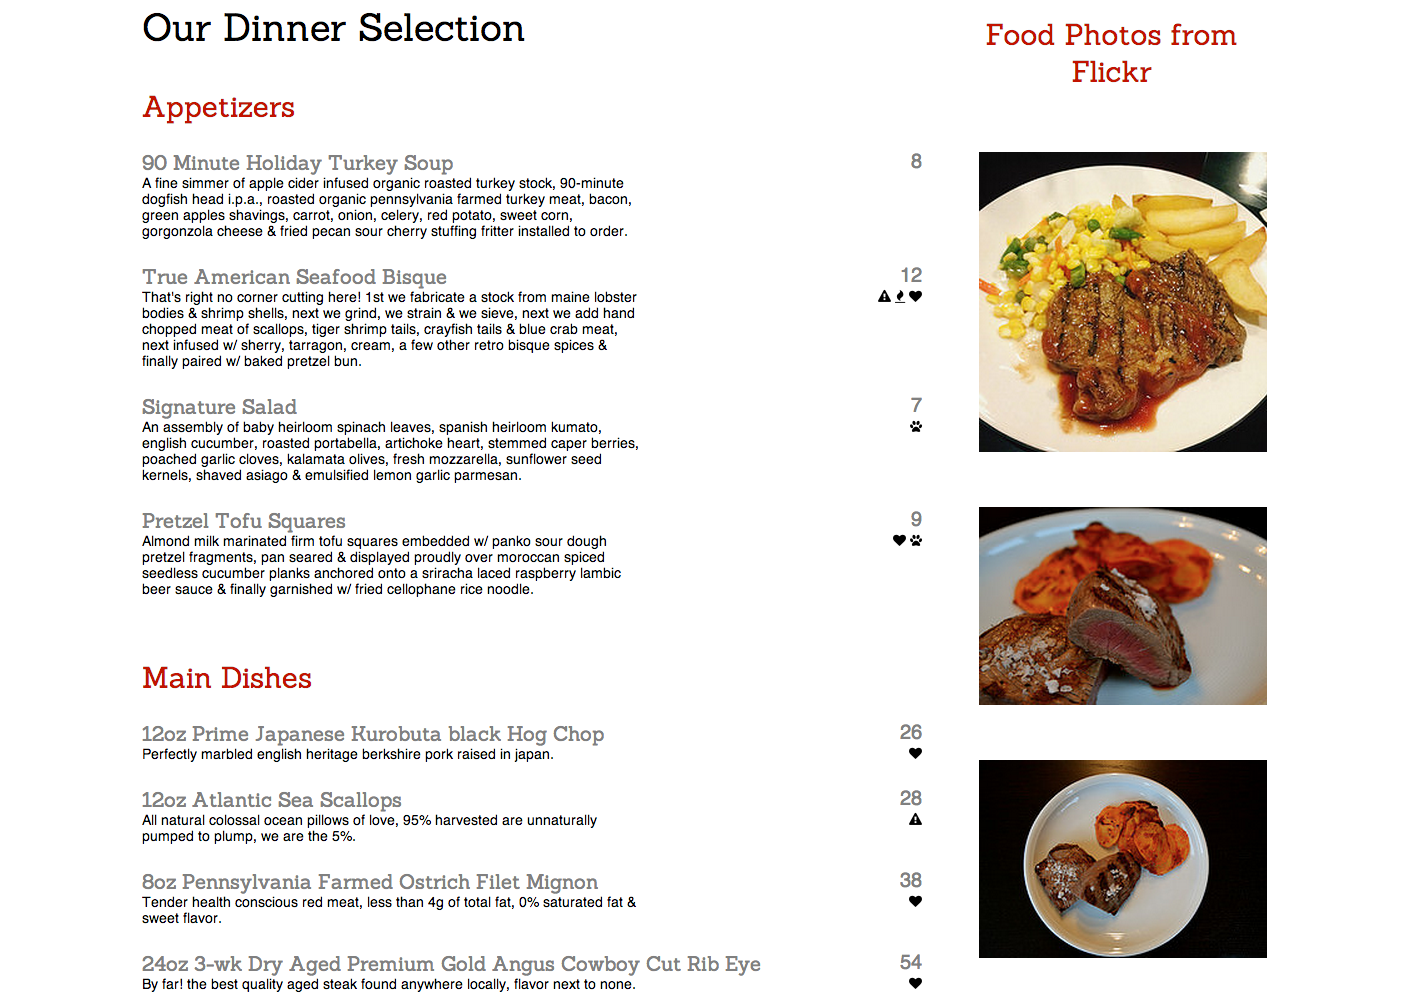 Our Dinner Selection
Appetizers
90 Minute Holiday Turkey Soup 8
A fine simmer of apple cider infused organic roasted turkey stock, 90-minute
dogfish head i.p.a., roasted organic pennsylvania farmed turkey meat, bacon,
green apples shavings, carrot, onion, celery, red potato, sweet corn,
gorgonzola cheese & fried pecan sour cherry stuffing fritter installed to order.
True American Seafood Bisque 12
That's right no corner cutting here! 1st we fabricate a stock from maine lobster
bodies & shrimp shells, next we grind, we strain & we sieve, next we add hand
chopped meat of scallops, tiger shrimp tails, crayfish tails & blue crab meat,
next infused w/ sherry, tarragon, cream, a few other retro bisque spices &
finally paired w/ baked pretzel bun.
Signature Salad 7
An assembly of baby heirloom spinach leaves, spanish heirloom kumato,
english cucumber, roasted portabella, artichoke heart, stemmed caper berries,
poached garlic cloves, kalamata olives, fresh mozzarella, sunflower seed
kernels, shaved asiago & emulsified lemon garlic parmesan.
Pretzel Tofu Squares 9
Almond milk marinated firm tofu squares embedded w/ panko sour dough
pretzel fragments, pan seared & displayed proudly over moroccan spiced
seedless cucumber planks anchored onto a sriracha laced raspberry lambic
beer sauce & finally garnished w/ fried cellophane rice noodle.
Main Dishes
12oz Prime Japanese Kurobuta black Hog Chop 26
Perfectly marbled english heritage berkshire pork raised in japan.
12oz Atlantic Sea Scallops 28
All natural colossal ocean pillows of love, 95% harvested are unnaturally
pumped to plump, we are the 5%.
8oz Pennsylvania Farmed Ostrich Filet Mignon 38
Tender health conscious red meat, less than 4g of total fat, 0% saturated fat &
sweet flavor.
24oz 3-wk Dry Aged Premium Gold Angus Cowboy Cut Rib Eye 54
By far! the best quality aged steak found anywhere locally, flavor next to none.
Food Photos from
Flickr